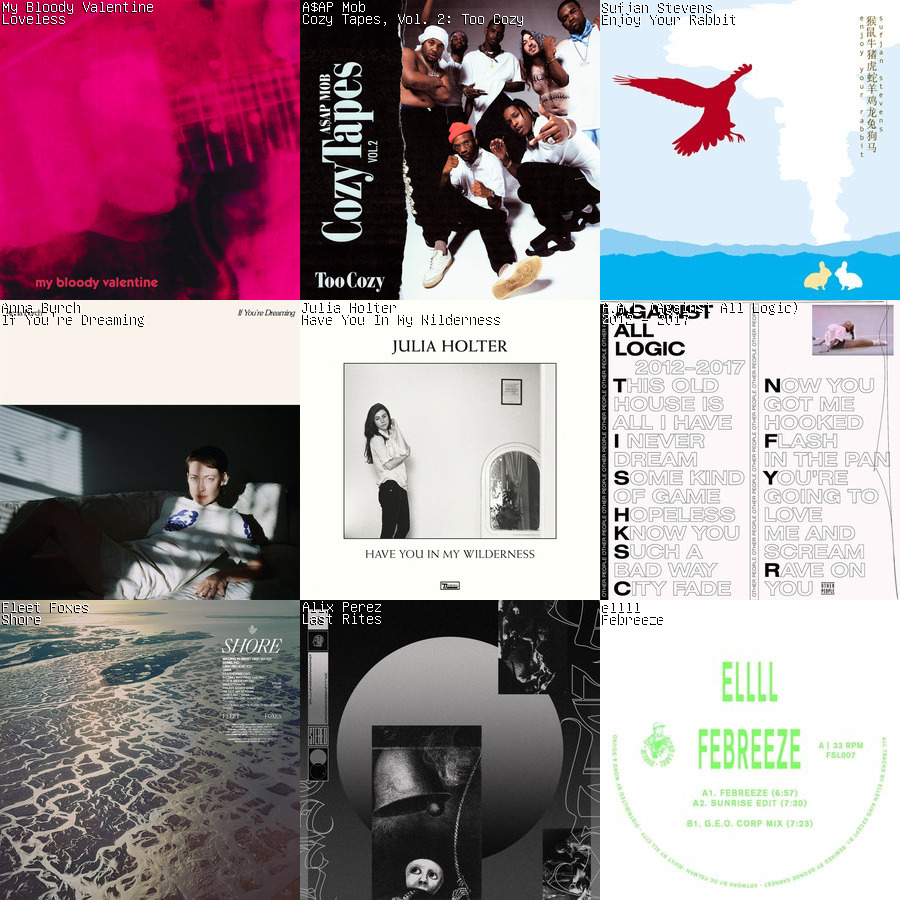 My Bloody Valentine
Loveless
my bloody valentine
A$AP Mob
Cozy Tapes, Vol. 2: Too Cozy
A$AP MOB
Cozy Tapes
VOL.2
Too Cozy
Sufjan Stevens
Enjoy Your Rabbit
sufjan stevens
猴鼠牛猪虎蛇羊鸡龙兔狗马
enjoy your rabbit
Anna Burch
If You're Dreaming
If You're Dreaming
Julia Holter
Have You In My Wilderness
JULIA HOLTER
HAVE YOU IN MY WILDERNESS
A.A.L. (Against All Logic)
2012 - 2017
AGAINST
ALL
LOGIC
2012–2017
THIS OLD
HOUSE IS
ALL I HAVE
I NEVER
DREAM
SOME KIND
OF GAME
HOPELESS
KNOW YOU
SUCH A
BAD WAY
CITY FADE
NOW YOU
GOT ME
HOOKED
FLASH
IN THE PAN
YOU'RE
GOING TO
LOVE
ME AND
SCREAM
RAVE ON
YOU
OTHER
PEOPLE
Fleet Foxes
Shore
SHORE
FLEET FOXES
Alix Perez
Last Rites
STEREO
ellll
Febreeze
ELLLL
FEBREEZE
A | 33 RPM
FSL007
A1. FEBREEZE (6:57)
A2. SUNRISE EDIT (7:30)
B1. G.E.O. CORP MIX (7:23)